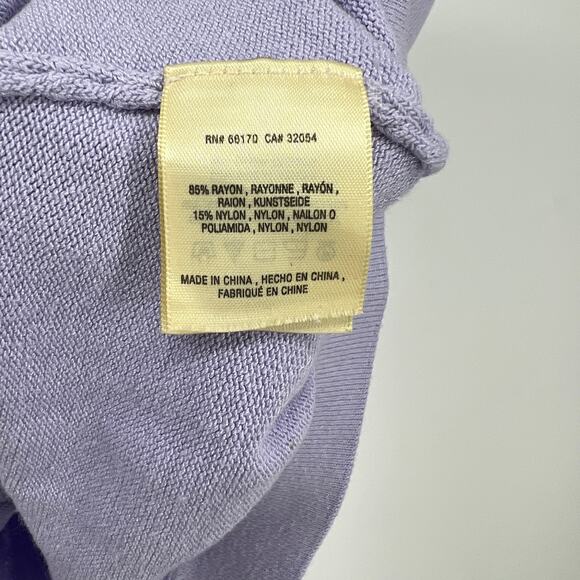 RN# 66170 CA# 32054
85% RAYON , RAYONNE , RAYÓN ,
RAION , KUNSTSEIDE
15% NYLON , NYLON , NAILON O
POLIAMIDA , NYLON , NYLON
MADE IN CHINA , HECHO EN CHINA ,
FABRIQUÉ EN CHINE